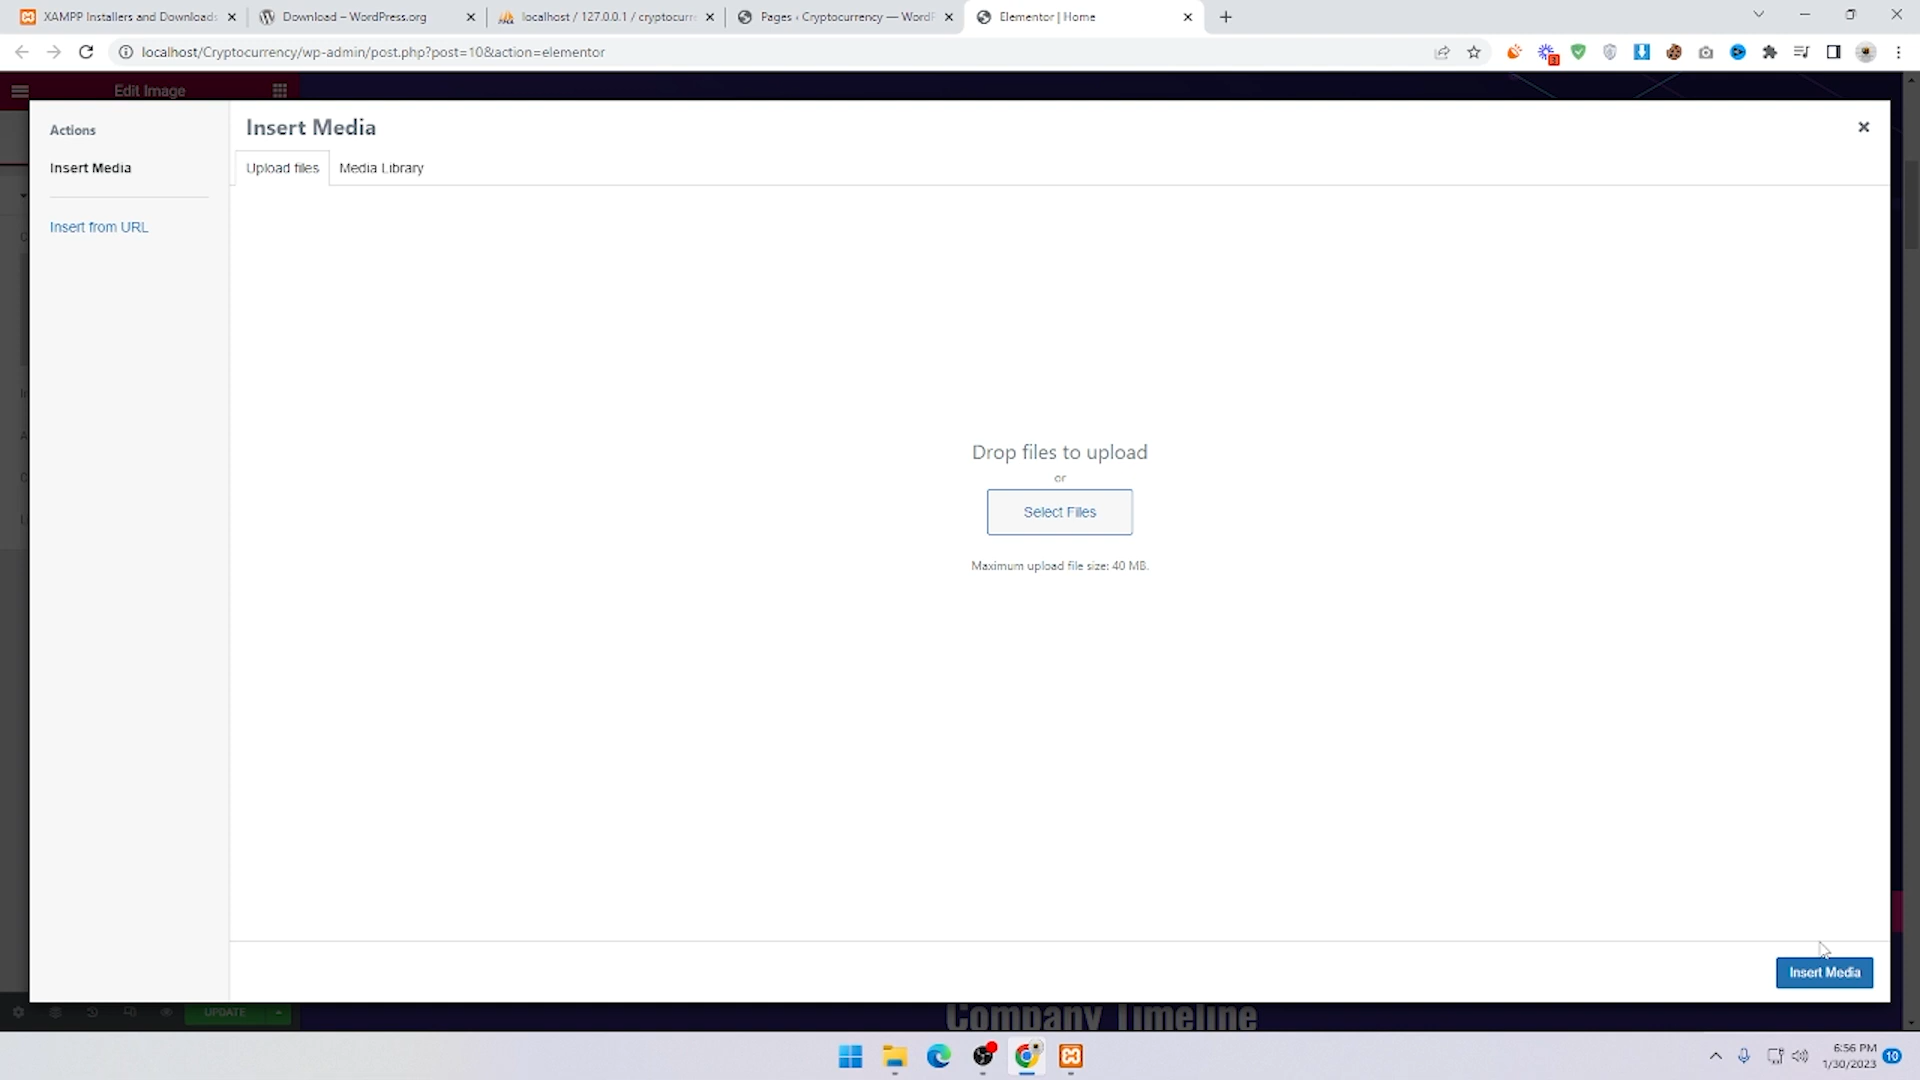 XAMPP Installers and Downloads
Download – WordPress.org
localhost / 127.0.0.1 / cryptocurre
Pages ‹ Cryptocurrency — WordP
Elementor | Home
localhost/Cryptocurrency/wp-admin/post.php?post=10&action=elementor
Edit Image
Actions
Insert Media
Insert from URL
Insert Media
Upload files
Media Library
Drop files to upload
or
Select Files
Maximum upload file size: 40 MB.
Insert Media
UPDATE
Company Timeline
6:56 PM
1/30/2023
10